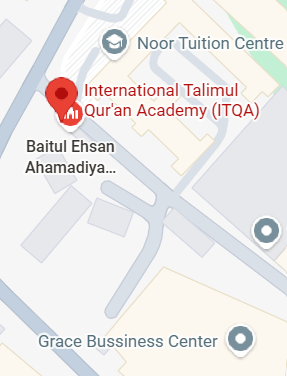 Noor Tuition Centre
International Talimul
Qur'an Academy (ITQA)
Baitul Ehsan
Ahamadiya…
Grace Bussiness Center